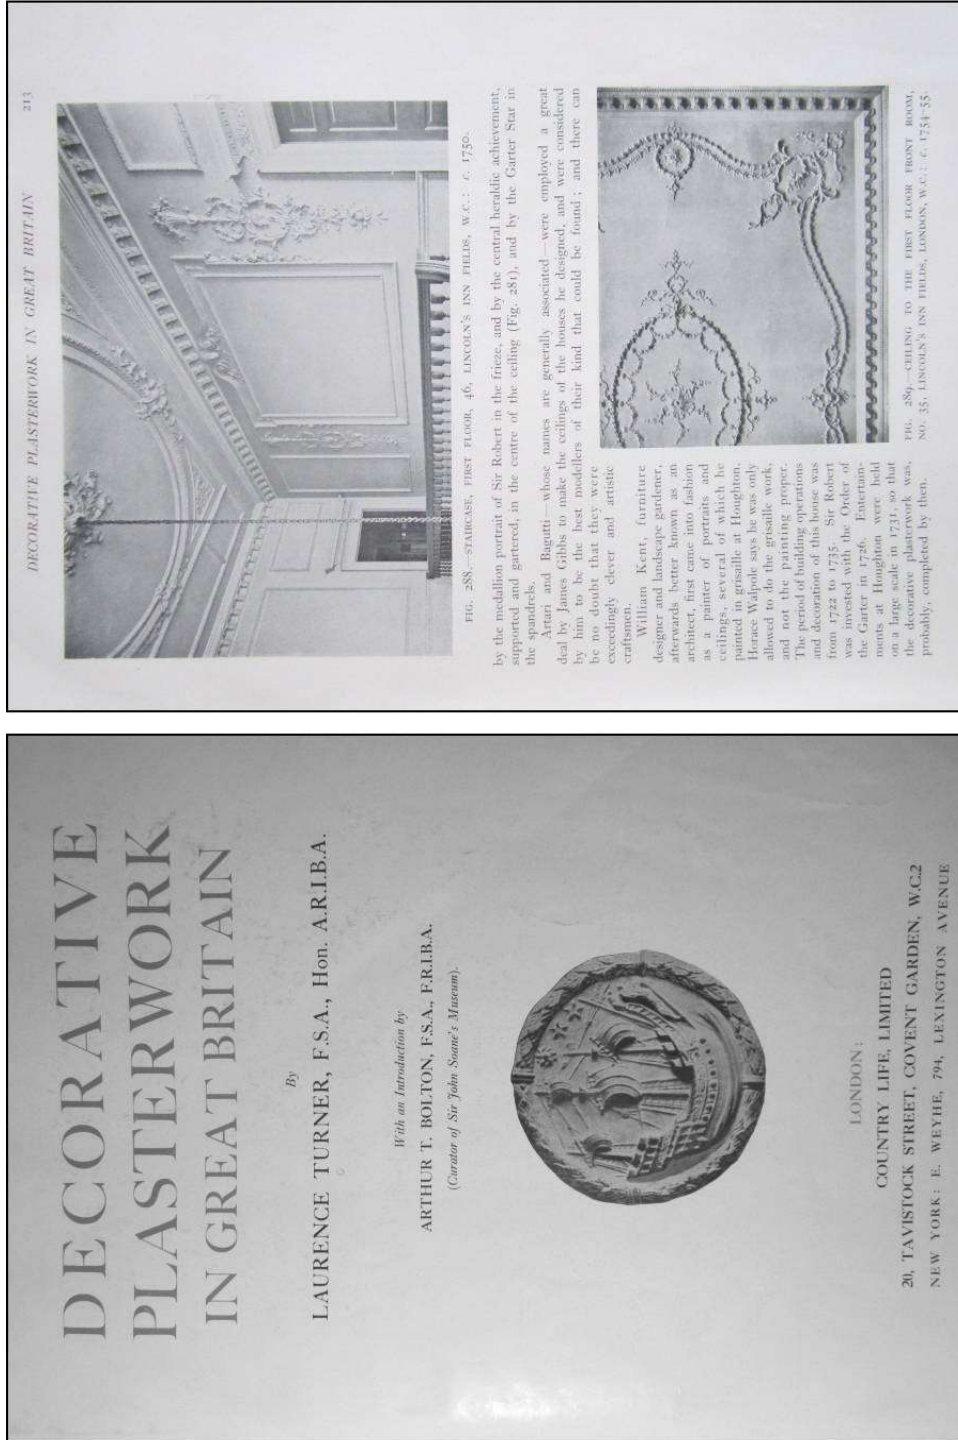 DECORATIVE PLASTERWORK IN GREAT BRITAIN 213
FIG. 288.—STAIRCASE, FIRST FLOOR, 46, LINCOLN'S INN FIELDS, W.C.: c. 1750.
by the medallion portrait of Sir Robert in the frieze, and by the central heraldic achievement,
supported and gartered, in the centre of the ceiling (Fig. 281), and by the Garter Star in
the spandrels.
Artari and Bagutti—whose names are generally associated—were employed a great
deal by James Gibbs to make the ceilings of the houses he designed, and were considered
by him to be the best modellers of their kind that could be found; and there can
be no doubt that they were
exceedingly clever and artistic
craftsmen.
William Kent, furniture
designer and landscape gardener,
afterwards better known as an
architect, first came into fashion
as a painter of portraits and
ceilings, several of which he
painted in grisaille at Houghton.
Horace Walpole says he was only
allowed to do the grisaille work,
and not the painting proper.
The period of building operations
and decoration of this house was
from 1722 to 1735. Sir Robert
was invested with the Order of
the Garter in 1726. Entertain-
ments at Houghton were held
on a large scale in 1731, so that
the decorative plasterwork was,
probably, completed by then.
FIG. 289.—CEILING TO THE FIRST FLOOR FRONT ROOM,
NO. 35, LINCOLN'S INN FIELDS, LONDON, W.C.: c. 1754-55.
DECORATIVE
PLASTERWORK
IN GREAT BRITAIN
By
LAURENCE TURNER, F.S.A., Hon. A.R.I.B.A.
With an Introduction by
ARTHUR T. BOLTON, F.S.A., F.R.I.B.A.
(Curator of Sir John Soane's Museum).
LONDON:
COUNTRY LIFE, LIMITED
20, TAVISTOCK STREET, COVENT GARDEN, W.C.2
NEW YORK: E. WEYHE, 794, LEXINGTON AVENUE